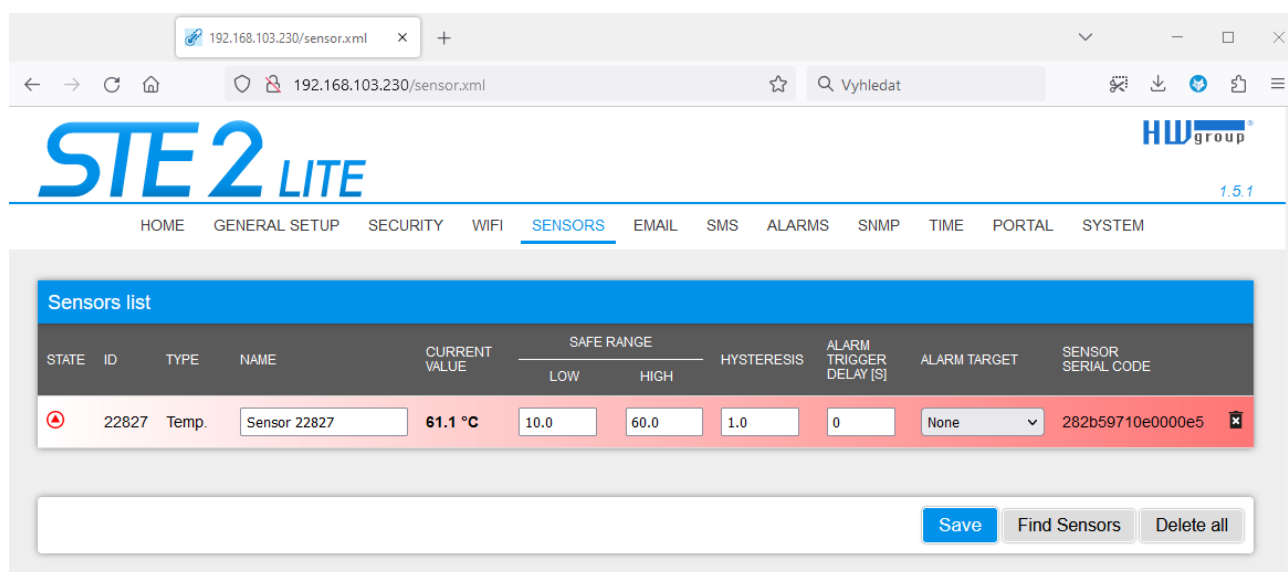 192.168.103.230/sensor.xml
192.168.103.230/sensor.xml
Vyhledat
STE 2 LITE
HW group
1.5.1
HOME GENERAL SETUP SECURITY WIFI SENSORS EMAIL SMS ALARMS SNMP TIME PORTAL SYSTEM
Sensors list
STATE ID TYPE NAME CURRENT VALUE SAFE RANGE LOW HIGH HYSTERESIS ALARM TRIGGER DELAY [S] ALARM TARGET SENSOR SERIAL CODE
22827 Temp. Sensor 22827 61.1 °C 10.0 60.0 1.0 0 None 282b59710e0000e5
Save Find Sensors Delete all